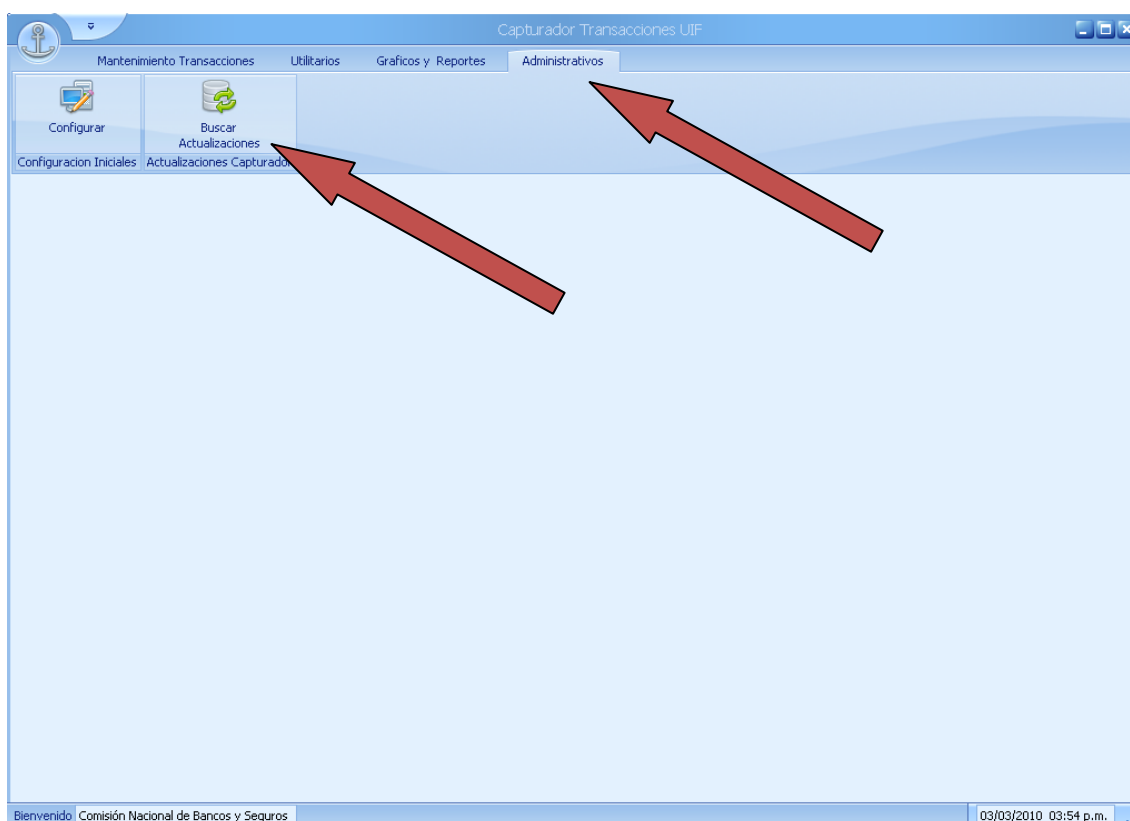 Capturador Transacciones UIF
Mantenimiento Transacciones Utilitarios Graficos y Reportes Administrativos
Configurar
Buscar
Actualizaciones
Configuracion Iniciales Actualizaciones Capturador
Bienvenido Comisión Nacional de Bancos y Seguros 03/03/2010 03:54 p.m.